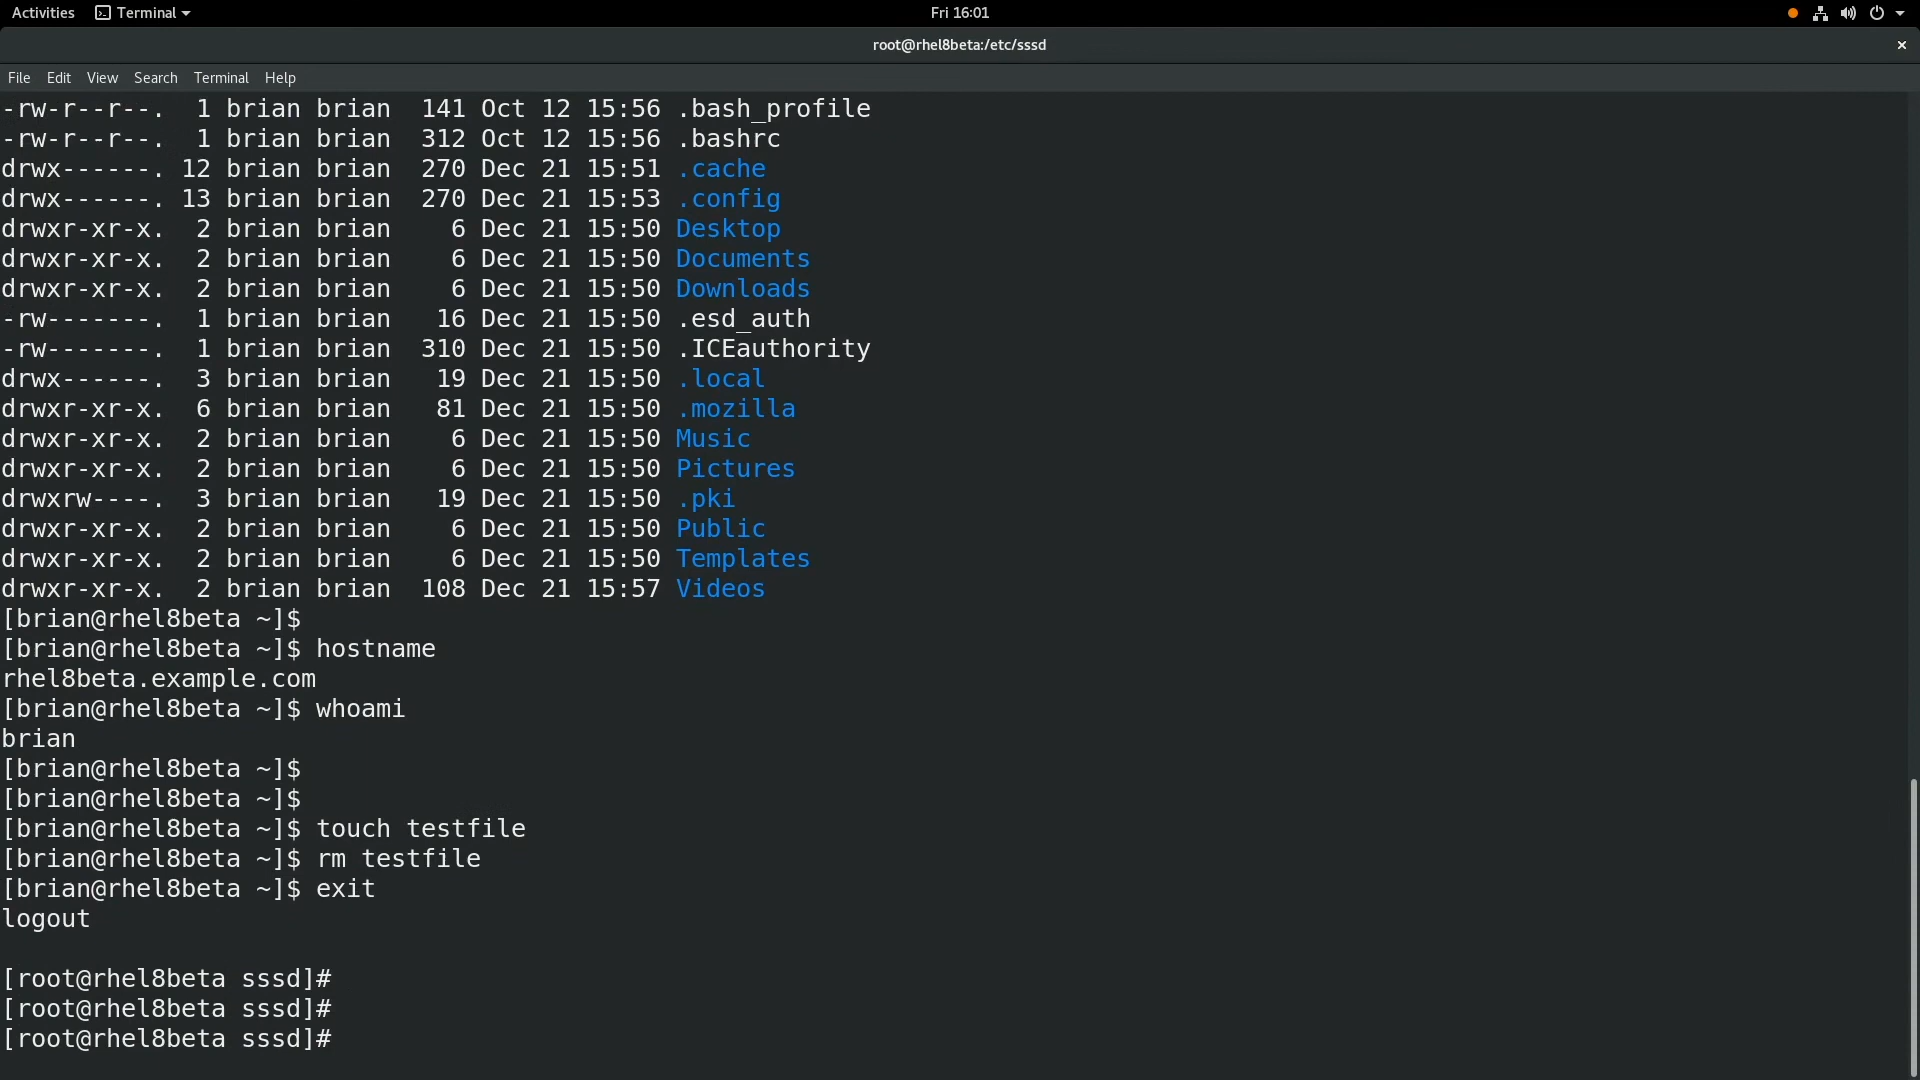 Activities Terminal Fri 16:01
root@rhel8beta:/etc/sssd ×
File Edit View Search Terminal Help
-rw-r--r--.  1 brian brian  141 Oct 12 15:56 .bash_profile
-rw-r--r--.  1 brian brian  312 Oct 12 15:56 .bashrc
drwx------. 12 brian brian  270 Dec 21 15:51 .cache
drwx------. 13 brian brian  270 Dec 21 15:53 .config
drwxr-xr-x.  2 brian brian    6 Dec 21 15:50 Desktop
drwxr-xr-x.  2 brian brian    6 Dec 21 15:50 Documents
drwxr-xr-x.  2 brian brian    6 Dec 21 15:50 Downloads
-rw-------.  1 brian brian   16 Dec 21 15:50 .esd_auth
-rw-------.  1 brian brian  310 Dec 21 15:50 .ICEauthority
drwx------.  3 brian brian   19 Dec 21 15:50 .local
drwxr-xr-x.  6 brian brian   81 Dec 21 15:50 .mozilla
drwxr-xr-x.  2 brian brian    6 Dec 21 15:50 Music
drwxr-xr-x.  2 brian brian    6 Dec 21 15:50 Pictures
drwxrw----.  3 brian brian   19 Dec 21 15:50 .pki
drwxr-xr-x.  2 brian brian    6 Dec 21 15:50 Public
drwxr-xr-x.  2 brian brian    6 Dec 21 15:50 Templates
drwxr-xr-x.  2 brian brian  108 Dec 21 15:57 Videos
[brian@rhel8beta ~]$
[brian@rhel8beta ~]$ hostname
rhel8beta.example.com
[brian@rhel8beta ~]$ whoami
brian
[brian@rhel8beta ~]$
[brian@rhel8beta ~]$
[brian@rhel8beta ~]$ touch testfile
[brian@rhel8beta ~]$ rm testfile
[brian@rhel8beta ~]$ exit
logout
[root@rhel8beta sssd]#
[root@rhel8beta sssd]#
[root@rhel8beta sssd]#